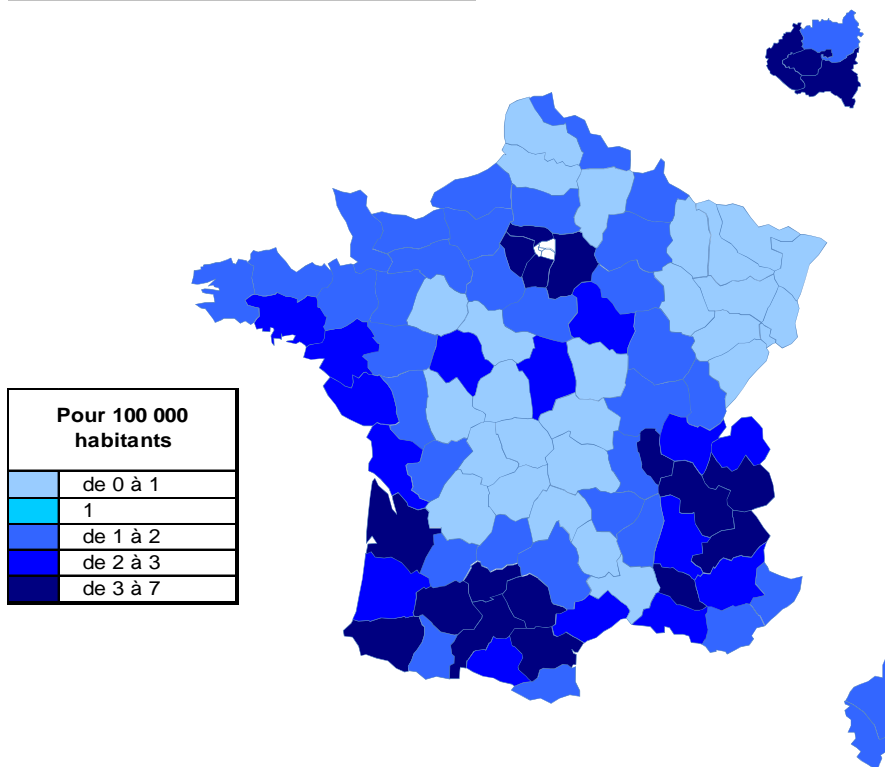 Pour 100 000
habitants
de 0 à 1
1
de 1 à 2
de 2 à 3
de 3 à 7